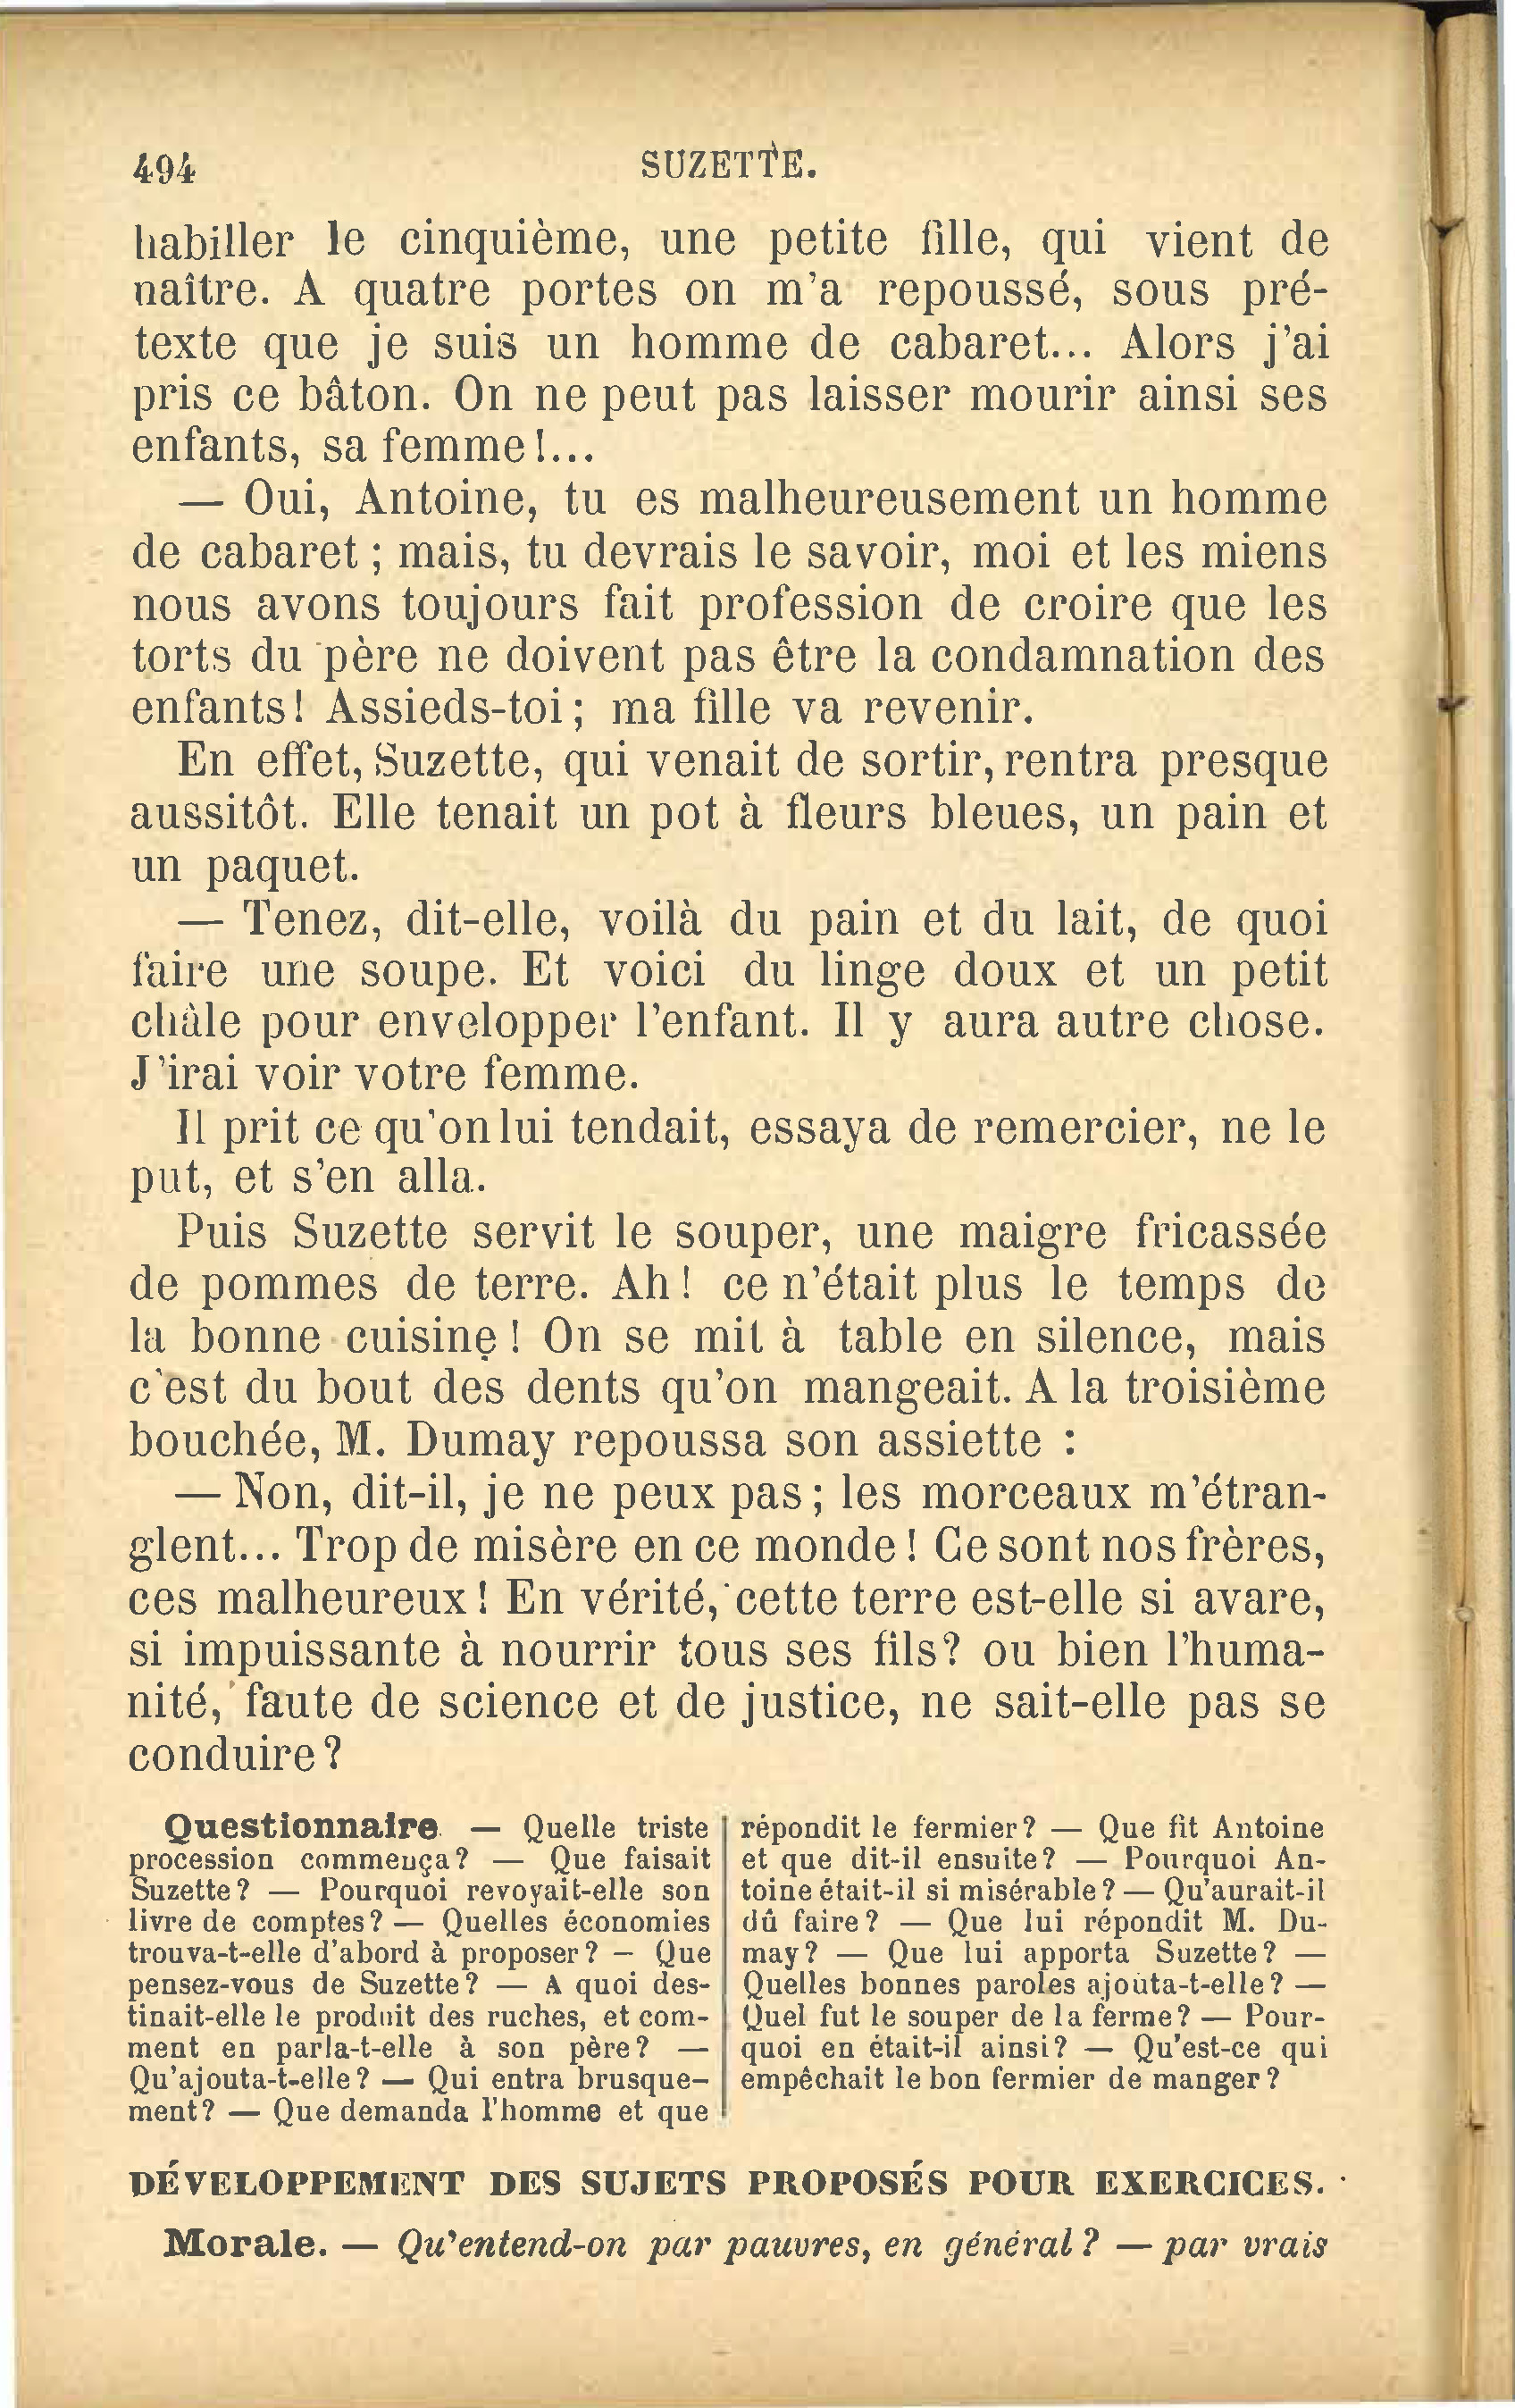 494
SUZETTE.
habiller le cinquième, une petite fille, qui vient de
naître. A quatre portes on m'a repoussé, sous pré-
texte que je suis un homme de cabaret... Alors j'ai
pris ce bâton. On ne peut pas laisser mourir ainsi ses
enfants, sa femme!...
— Oui, Antoine, tu es malheureusement un homme
de cabaret ; mais, tu devrais le savoir, moi et les miens
nous avons toujours fait profession de croire que les
torts du père ne doivent pas être la condamnation des
enfants! Assieds-toi ; ma fille va revenir.
En effet, Suzette, qui venait de sortir, rentra presque
aussitôt. Elle tenait un pot à fleurs bleues, un pain et
un paquet.
— Tenez, dit-elle, voilà du pain et du lait, de quoi
faire une soupe. Et voici du linge doux et un petit
châle pour envelopper l'enfant. Il y aura autre chose.
J'irai voir votre femme.
Il prit ce qu'on lui tendait, essaya de remercier, ne le
put, et s'en alla.
Puis Suzette servit le souper, une maigre fricassée
de pommes de terre. Ah! ce n'était plus le temps de
la bonne cuisine ! On se mit à table en silence, mais
c'est du bout des dents qu'on mangeait. A la troisième
bouchée, M. Dumay repoussa son assiette :
— Non, dit-il, je ne peux pas ; les morceaux m'étran-
glent... Trop de misère en ce monde ! Ce sont nos frères,
ces malheureux ! En vérité, cette terre est-elle si avare,
si impuissante à nourrir tous ses fils? ou bien l'huma-
nité, faute de science et de justice, ne sait-elle pas se
conduire ?
Questionnaire. — Quelle triste
procession commença? — Que faisait
Suzette? — Pourquoi revoyait-elle son
livre de comptes? — Quelles économies
trouva-t-elle d'abord à proposer? — Que
pensez-vous de Suzette? — A quoi des-
tinait-elle le produit des ruches, et com-
ment en parla-t-elle à son père? —
Qu'ajouta-t-elle? — Qui entra brusque-
ment? — Que demanda l'homme et que
répondit le fermier? — Que fit Antoine
et que dit-il ensuite? — Pourquoi An-
toine était-il si misérable? — Qu'aurait-il
dû faire? — Que lui répondit M. Du-
may? — Que lui apporta Suzette? —
Quelles bonnes paroles ajouta-t-elle? —
Quel fut le souper de la ferme? — Pour-
quoi en était-il ainsi? — Qu'est-ce qui
empêchait le bon fermier de manger?
DÉVELOPPEMENT DES SUJETS PROPOSÉS POUR EXERCICES.
Morale. — Qu'entend-on par pauvres, en général? — par vrais